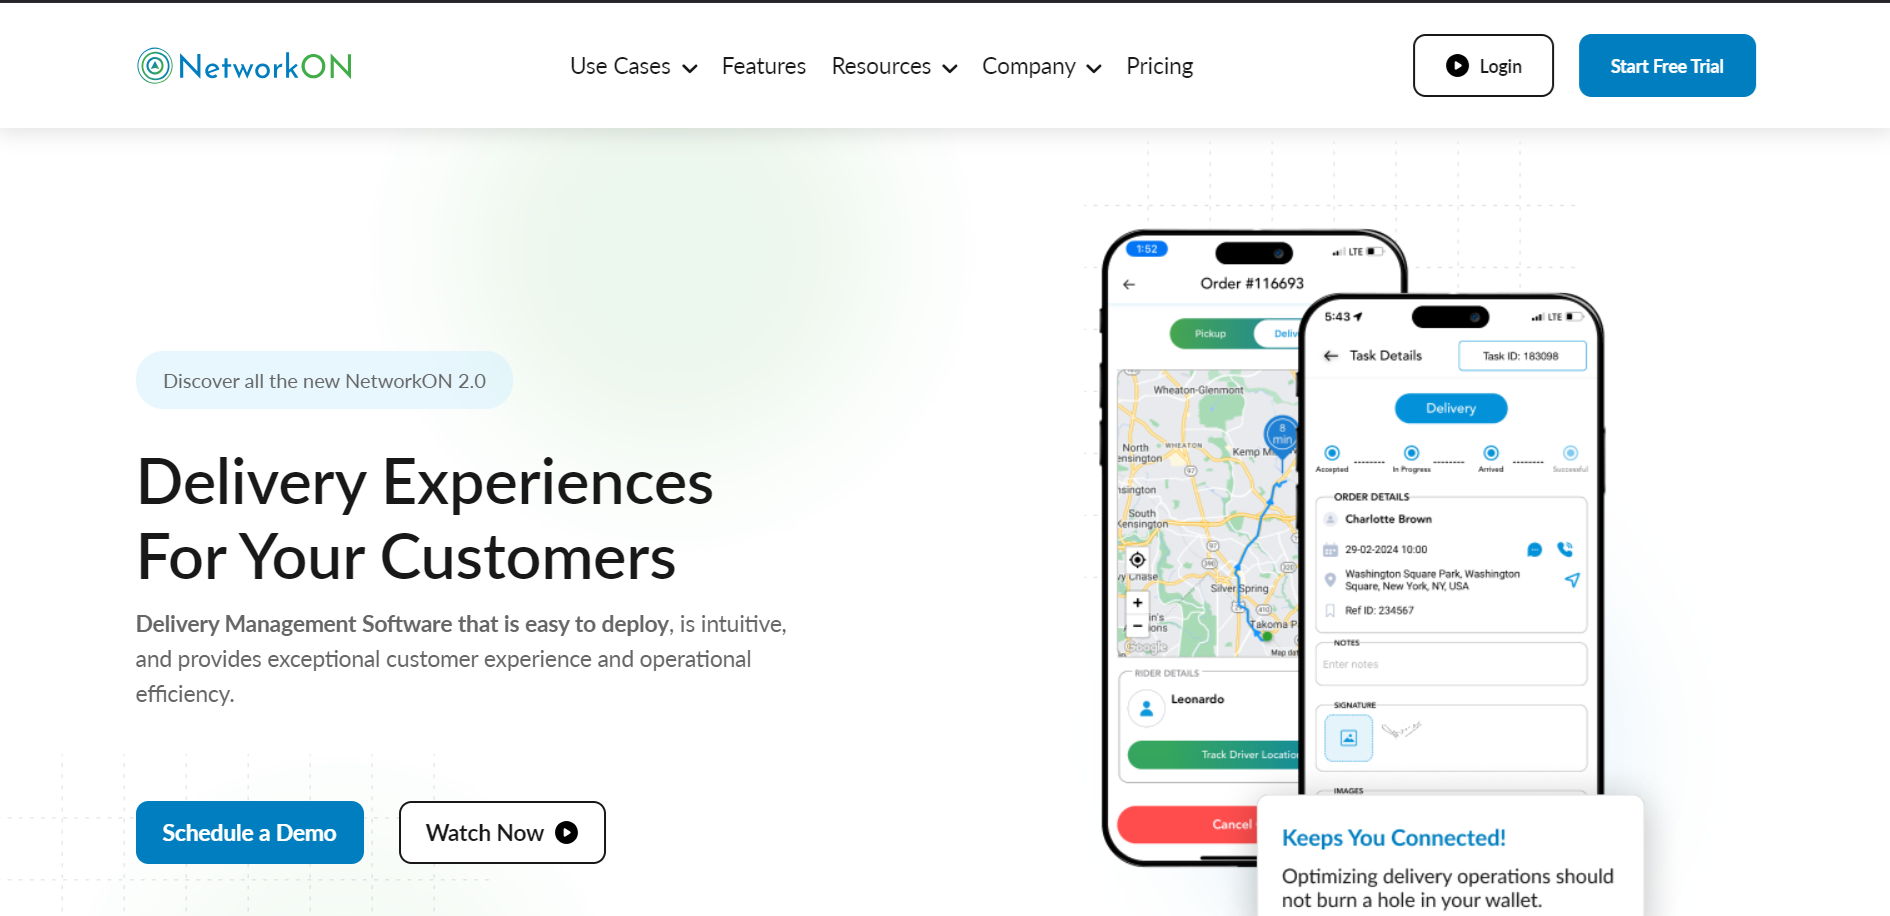 NetworkON
Use Cases
Features
Resources
Company
Pricing
Login
Start Free Trial
Discover all the new NetworkON 2.0
Delivery Experiences
For Your Customers
Delivery Management Software that is easy to deploy, is intuitive,
and provides exceptional customer experience and operational
efficiency.
Schedule a Demo
Watch Now
1:52
LTE
Order #116693
Pickup
Wheaton-Glenmont
WHEATON
North
Kemp
8
min
South
Silver Spring
Takoma
Google
Map
RIDER DETAILS
Leonardo
Track Driver
Cancel
5:43
LTE
Task Details
Task ID: 183098
Delivery
Accepted
In Progress
Arrived
Successful
ORDER DETAILS
Charlotte Brown
29-02-2024 10:00
Washington Square Park, Washington
Square, New York, NY, USA
Ref ID: 234567
NOTES
Enter notes
SIGNATURE
IMAGES
Keeps You Connected!
Optimizing delivery operations should
not burn a hole in your wallet.